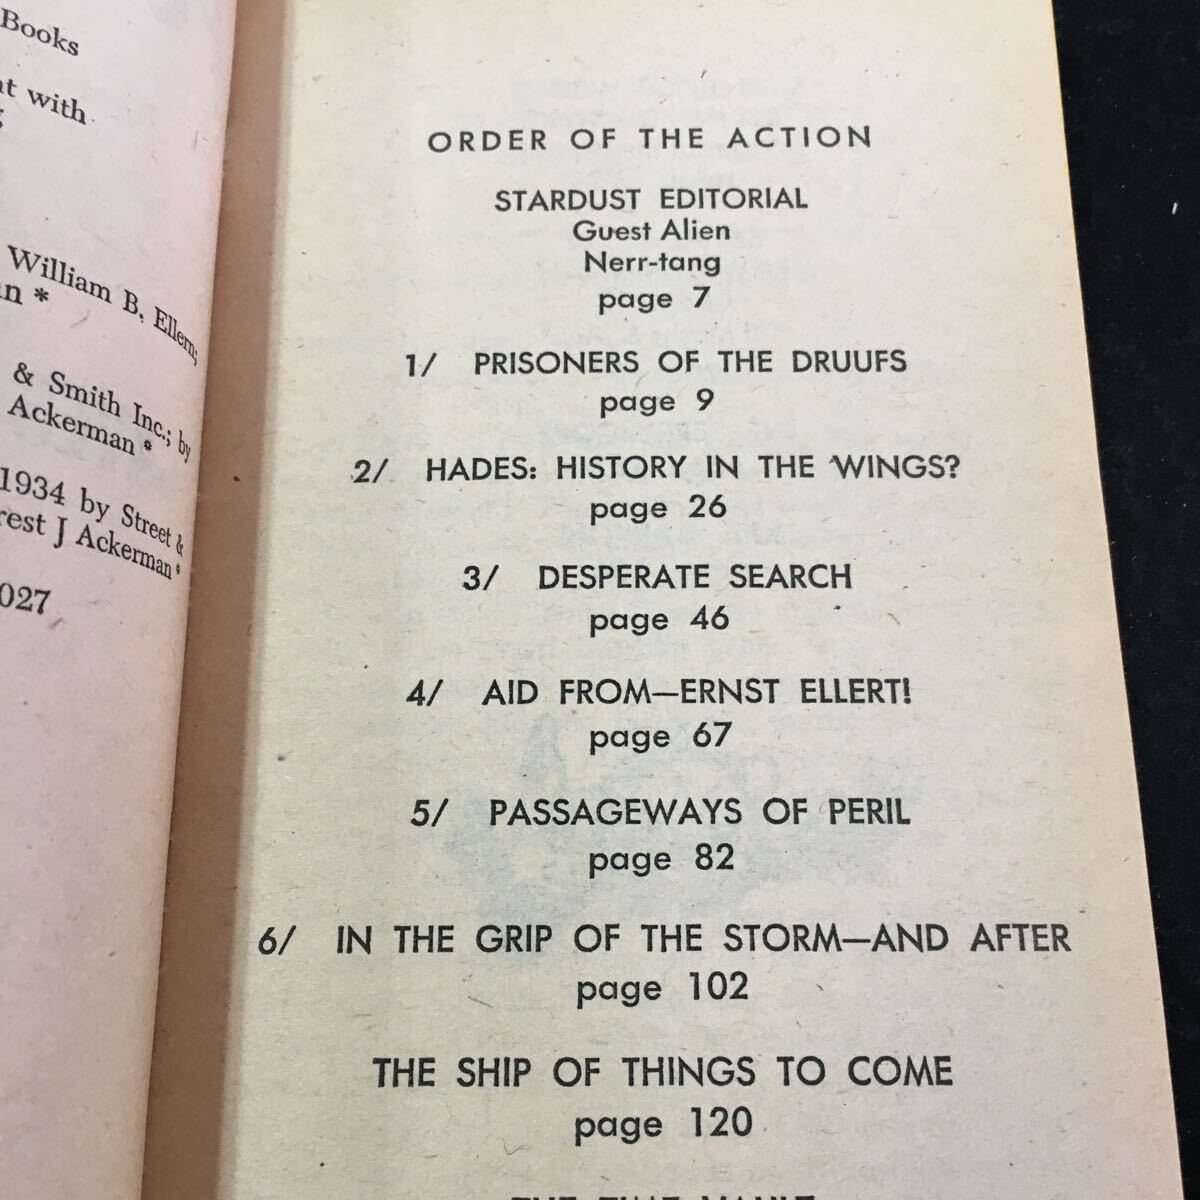 Books
with
William B. Ellern;
& Smith Inc.; by
Ackerman *
1934 by Street &
J Ackerman *
027
ORDER OF THE ACTION
STARDUST EDITORIAL
Guest Alien
Nerr-tang
page 7
1/ PRISONERS OF THE DRUUFS
page 9
2/ HADES: HISTORY IN THE WINGS?
page 26
3/ DESPERATE SEARCH
page 46
4/ AID FROM—ERNST ELLERT!
page 67
5/ PASSAGEWAYS OF PERIL
page 82
6/ IN THE GRIP OF THE STORM—AND AFTER
page 102
THE SHIP OF THINGS TO COME
page 120